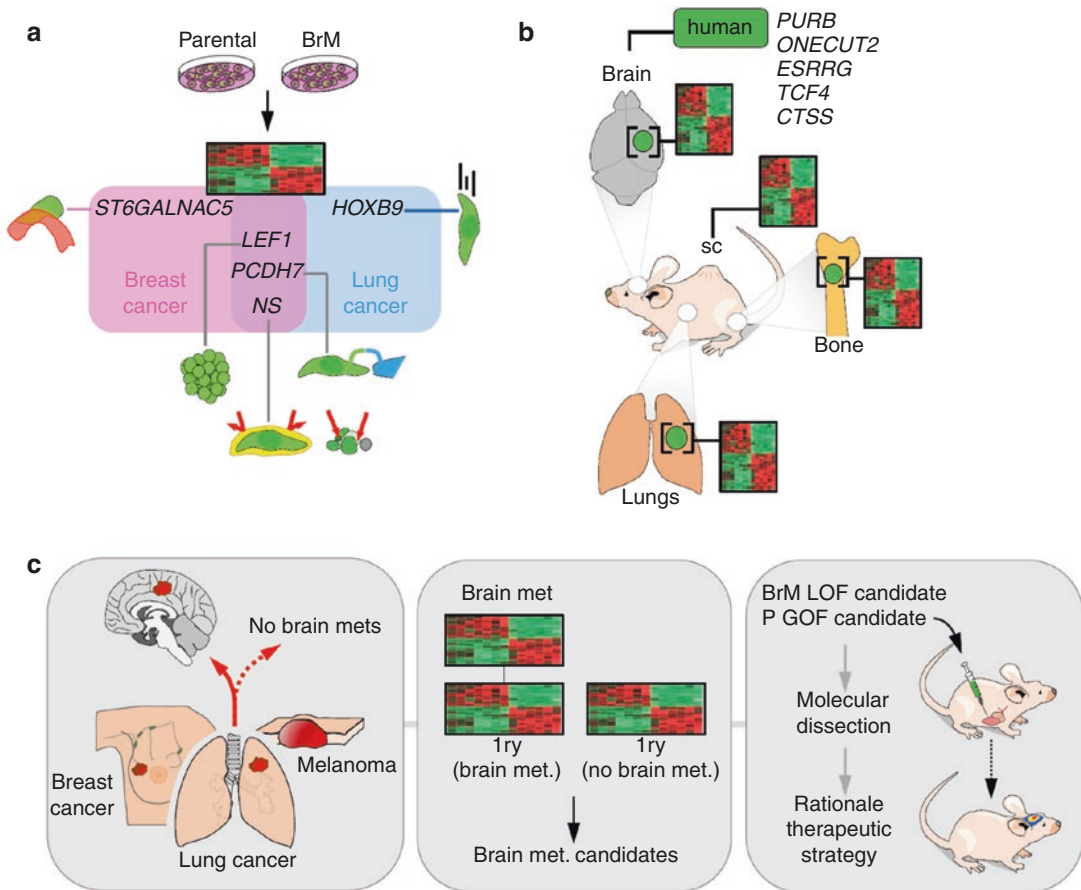 a
Parental
BrM
ST6GALNAC5
HOXB9
LEF1
PCDH7
NS
Breast
cancer
Lung
cancer
b
human
PURB
ONECUT2
ESRRG
TCF4
CTSS
Brain
sc
Bone
Lungs
c
No brain mets
Breast
cancer
Melanoma
Lung cancer
Brain met
1ry
(brain met.)
1ry
(no brain met.)
Brain met. candidates
BrM LOF candidate
P GOF candidate
Molecular
dissection
Rationale
therapeutic
strategy